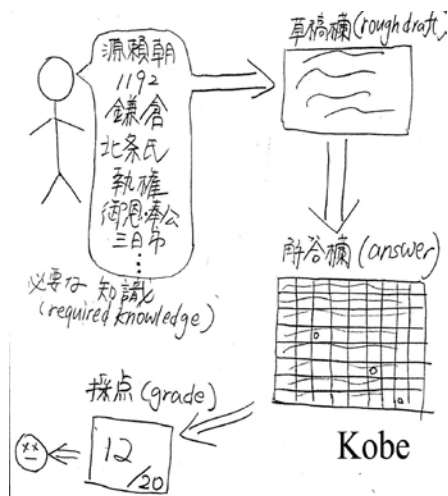 源頼朝
1192
鎌倉
北条氏
執権
御恩・奉公
三日市
⋮
必要な知識
(required knowledge)
草稿欄(rough draft)
解答欄(answer)
採点(grade)
12
/20
Kobe